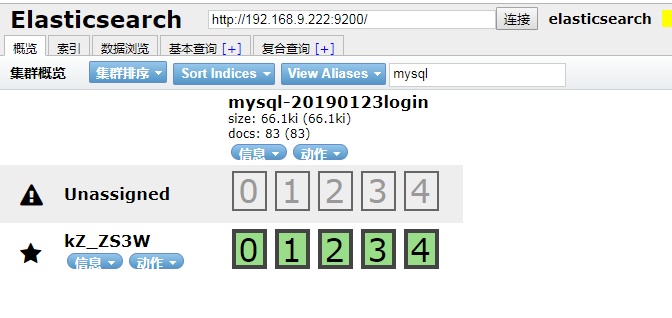 Elasticsearch http://192.168.9.222:9200/ 连接 elasticsearch
概览 索引 数据浏览 基本查询 [+] 复合查询 [+]
集群概览 集群排序 Sort Indices View Aliases mysql
mysql-20190123login
size: 66.1ki (66.1ki)
docs: 83 (83)
信息 动作
Unassigned 0 1 2 3 4
kZ_ZS3W 0 1 2 3 4
信息 动作